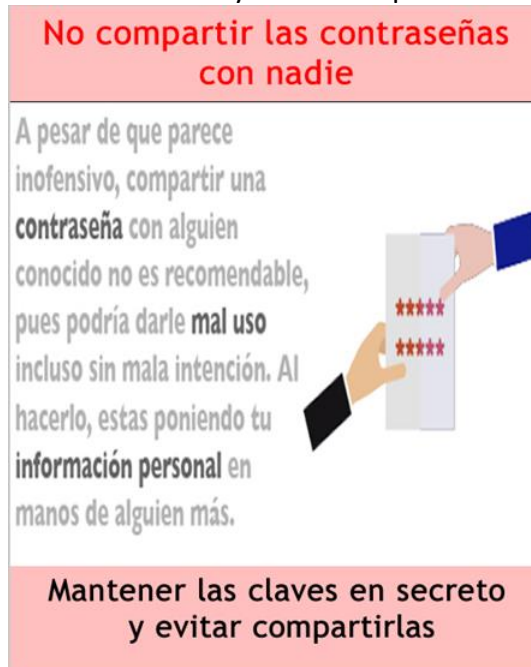 No compartir las contraseñas
con nadie
A pesar de que parece
inofensivo, compartir una
contraseña con alguien
conocido no es recomendable,
pues podría darle mal uso
incluso sin mala intención. Al
hacerlo, estas poniendo tu
información personal en
manos de alguien más.
*****
*****
Mantener las claves en secreto
y evitar compartirlas